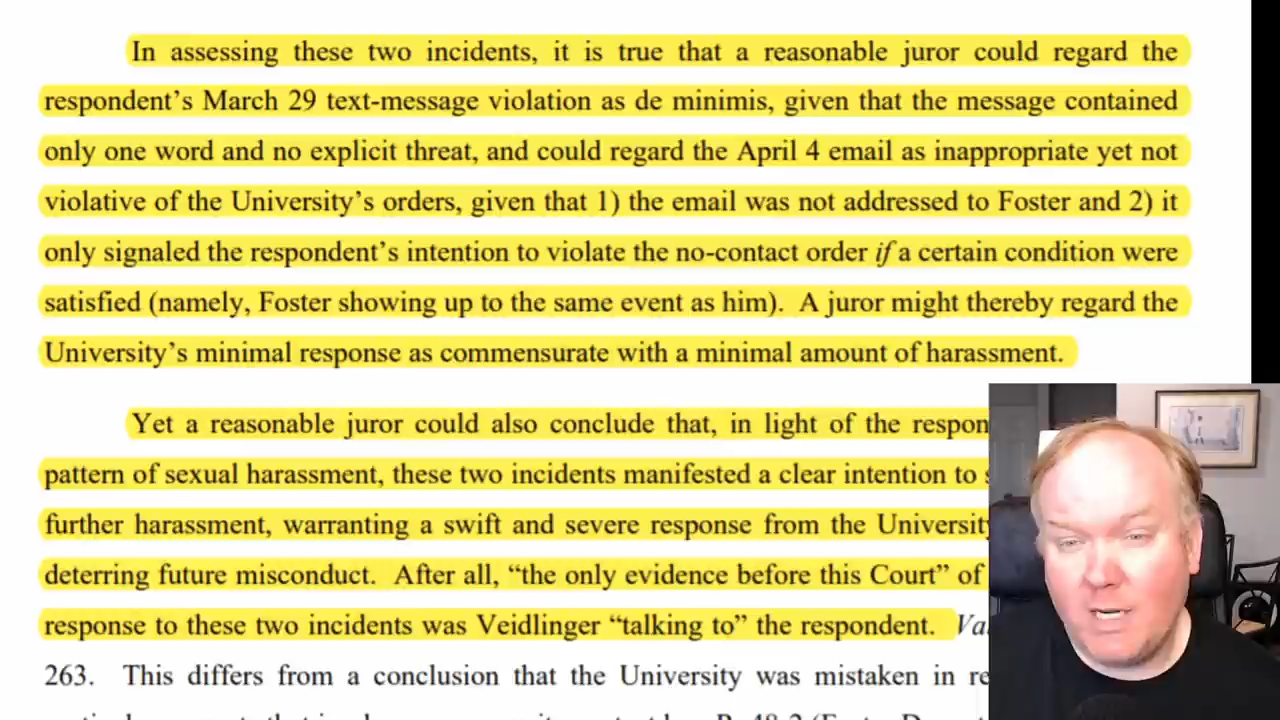 In assessing these two incidents, it is true that a reasonable juror could regard the
respondent's March 29 text-message violation as de minimis, given that the message contained
only one word and no explicit threat, and could regard the April 4 email as inappropriate yet not
violative of the University's orders, given that 1) the email was not addressed to Foster and 2) it
only signaled the respondent's intention to violate the no-contact order if a certain condition were
satisfied (namely, Foster showing up to the same event as him). A juror might thereby regard the
University's minimal response as commensurate with a minimal amount of harassment.
Yet a reasonable juror could also conclude that, in light of the
pattern of sexual harassment, these two incidents manifested a clear intention to
further harassment, warranting a swift and severe response from the University
deterring future misconduct. After all, "the only evidence before this Court" of
response to these two incidents was Veidlinger "talking to" the respondent.
263. This differs from a conclusion that the University was mistaken in